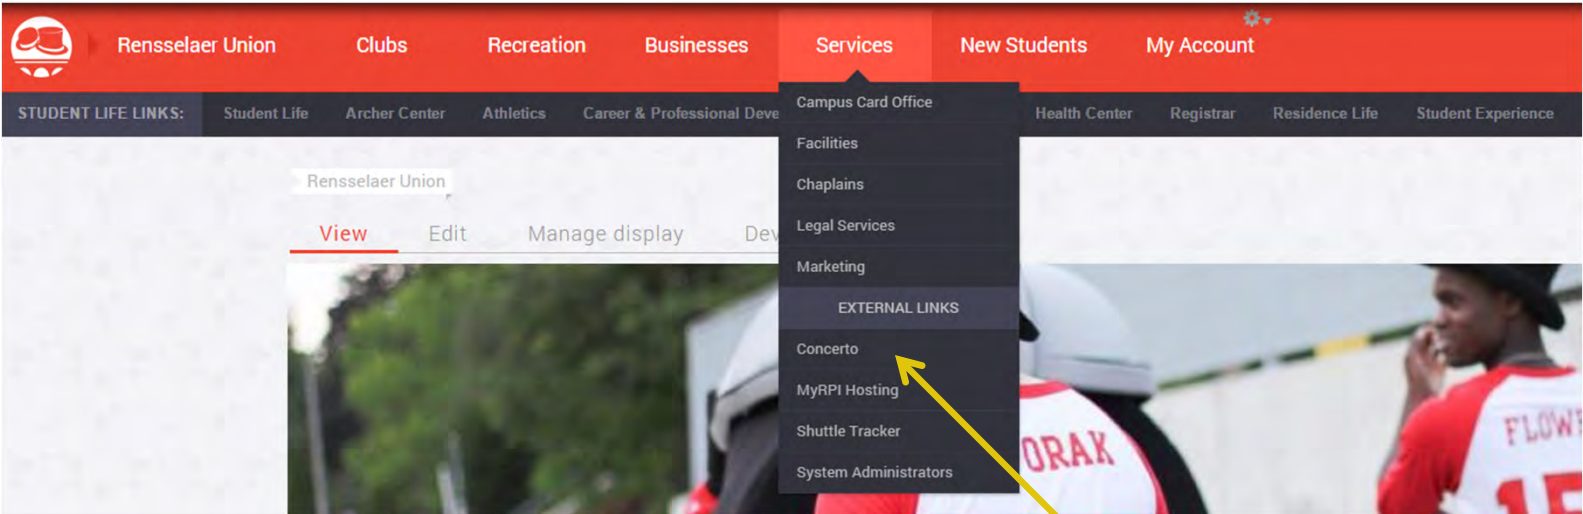 Rensselaer Union Clubs Recreation Businesses Services New Students My Account
STUDENT LIFE LINKS: Student Life Archer Center Athletics Career & Professional Deve Health Center Registrar Residence Life Student Experience
Campus Card Office
Facilities
Chaplains
Legal Services
Marketing
EXTERNAL LINKS
Concerto
MyRPI Hosting
Shuttle Tracker
System Administrators
Rensselaer Union
View Edit Manage display Dev
ORAK
FLOW
15